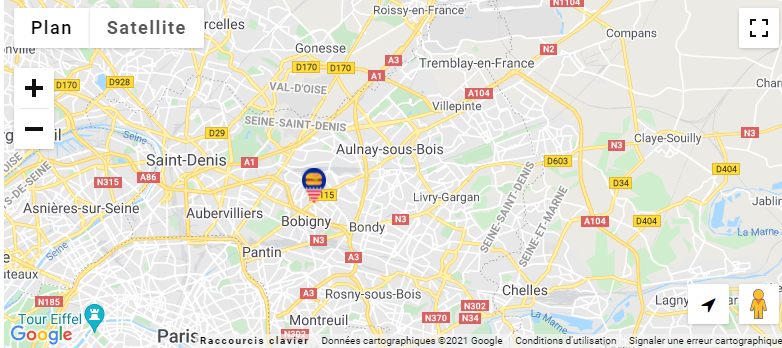 Roissy-en-France
N1104
Plan
Satellite
rcelles
Compans
Gonesse
N2
D170
D170
A3
A1
Tremblay-en-France
D170
D928
VAL-D'OISE
A104
Villepinte
SEINE-SAINT-DENIS
D29
N3
Claye-Souilly
N3
Seine
Aulnay-sous-Bois
Saint-Denis
A1
D603
D404
N315
A86
115
D34
Livry-Gargan
Asnières-sur-Seine
Aubervilliers
Bobigny
Bondy
N3
A104
D404
Jablin
SEINE-SAINT-DENIS
SEINE-ET-MARNE
La Marne
N3
Pantin
A3
Seine
Chelles
A3
Rosny-sous-Bois
N185
N302
Lagny
Tour Eiffel
Montreuil
N370
N34
La Marne
Google
Paris
N302
Raccourcis clavier
Données cartographiques ©2021 Google
Conditions d'utilisation
Signaler une erreur cartographique